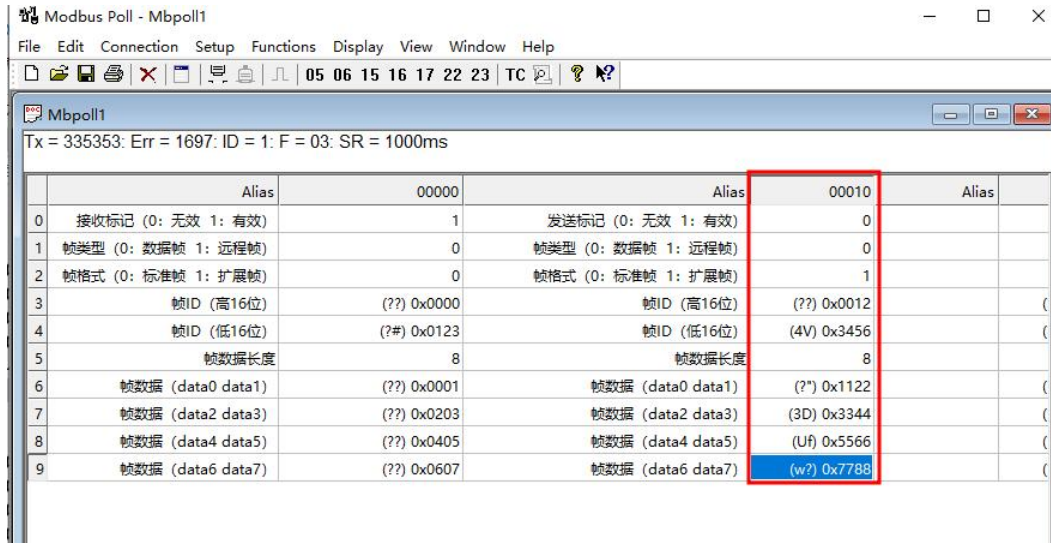 Modbus Poll - Mbpoll1
File Edit Connection Setup Functions Display View Window Help
05 06 15 16 17 22 23 TC
Mbpoll1
Tx = 335353: Err = 1697: ID = 1: F = 03: SR = 1000ms
Alias 00000 Alias 00010 Alias
0 接收标记 (0: 无效 1: 有效) 1 发送标记 (0: 无效 1: 有效) 0
1 帧类型 (0: 数据帧 1: 远程帧) 0 帧类型 (0: 数据帧 1: 远程帧) 0
2 帧格式 (0: 标准帧 1: 扩展帧) 0 帧格式 (0: 标准帧 1: 扩展帧) 1
3 帧ID (高16位) (??) 0x0000 帧ID (高16位) (??) 0x0012 (
4 帧ID (低16位) (?#) 0x0123 帧ID (低16位) (4V) 0x3456 (
5 帧数据长度 8 帧数据长度 8
6 帧数据 (data0 data1) (??) 0x0001 帧数据 (data0 data1) (?") 0x1122 (
7 帧数据 (data2 data3) (??) 0x0203 帧数据 (data2 data3) (3D) 0x3344 (
8 帧数据 (data4 data5) (??) 0x0405 帧数据 (data4 data5) (Uf) 0x5566 (
9 帧数据 (data6 data7) (??) 0x0607 帧数据 (data6 data7) (w?) 0x7788 (